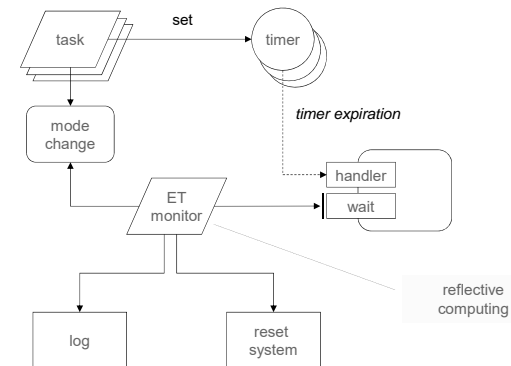 set
task
timer
timer expiration
mode
change
handler
ET
monitor
wait
reflective
computing
log
reset
system